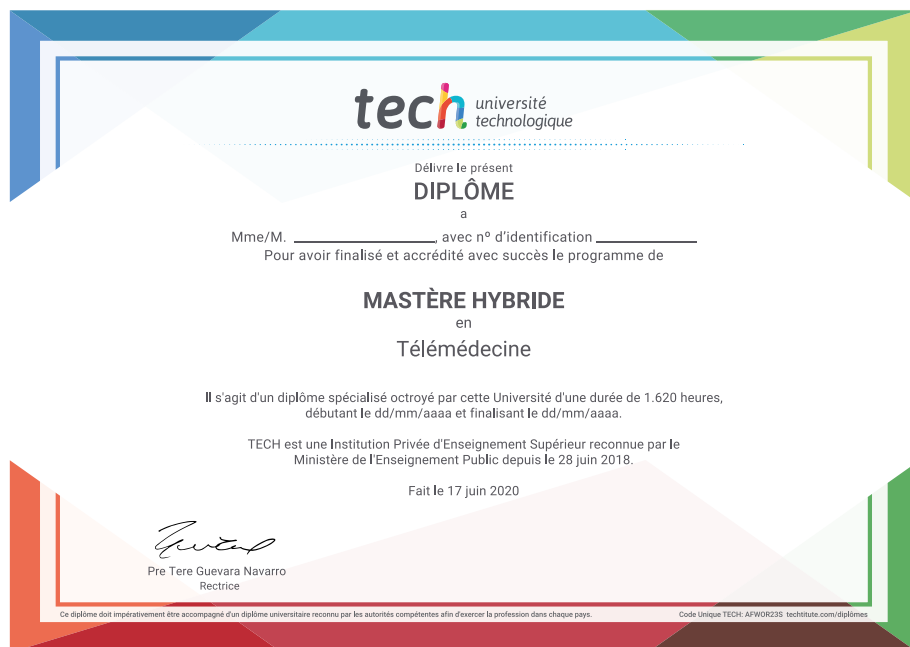 tech université
technologique
Délivre le présent
DIPLÔME
a
Mme/M. ____________, avec nº d'identification ____________
Pour avoir finalisé et accrédité avec succès le programme de
MASTÈRE HYBRIDE
en
Télémédecine
Il s'agit d'un diplôme spécialisé octroyé par cette Université d'une durée de 1.620 heures,
débutant le dd/mm/aaaa et finalisant le dd/mm/aaaa.
TECH est une Institution Privée d'Enseignement Supérieur reconnue par le
Ministère de l'Enseignement Public depuis le 28 juin 2018.
Fait le 17 juin 2020
Pre Tere Guevara Navarro
Rectrice
Ce diplôme doit impérativement être accompagné d'un diplôme universitaire reconnu par les autorités compétentes afin d'exercer la profession dans chaque pays.
Code Unique TECH: AFWOR23S techtitute.com/diplômes